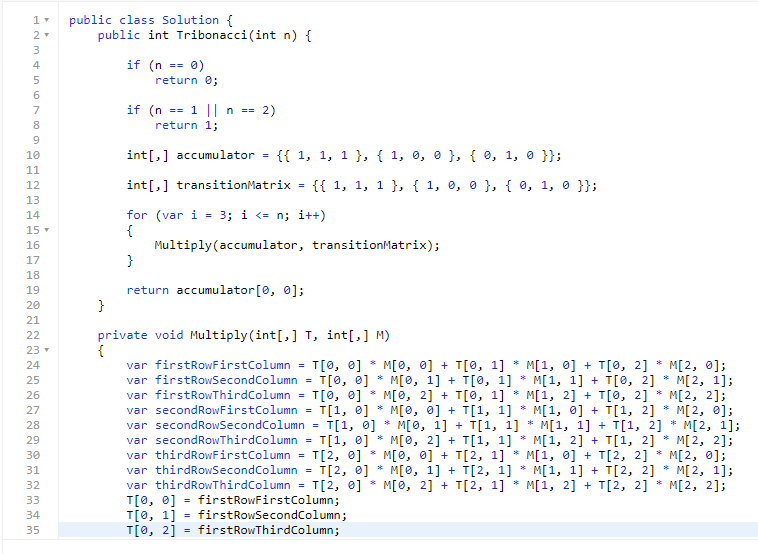 1 public class Solution {
2 public int Tribonacci(int n) {
3
4 if (n == 0)
5 return 0;
6
7 if (n == 1 || n == 2)
8 return 1;
9
10 int[,] accumulator = {{ 1, 1, 1 }, { 1, 0, 0 }, { 0, 1, 0 }};
11
12 int[,] transitionMatrix = {{ 1, 1, 1 }, { 1, 0, 0 }, { 0, 1, 0 }};
13
14 for (var i = 3; i <= n; i++)
15 {
16 Multiply(accumulator, transitionMatrix);
17 }
18
19 return accumulator[0, 0];
20 }
21
22 private void Multiply(int[,] T, int[,] M)
23 {
24 var firstRowFirstColumn = T[0, 0] * M[0, 0] + T[0, 1] * M[1, 0] + T[0, 2] * M[2, 0];
25 var firstRowSecondColumn = T[0, 0] * M[0, 1] + T[0, 1] * M[1, 1] + T[0, 2] * M[2, 1];
26 var firstRowThirdColumn = T[0, 0] * M[0, 2] + T[0, 1] * M[1, 2] + T[0, 2] * M[2, 2];
27 var secondRowFirstColumn = T[1, 0] * M[0, 0] + T[1, 1] * M[1, 0] + T[1, 2] * M[2, 0];
28 var secondRowSecondColumn = T[1, 0] * M[0, 1] + T[1, 1] * M[1, 1] + T[1, 2] * M[2, 1];
29 var secondRowThirdColumn = T[1, 0] * M[0, 2] + T[1, 1] * M[1, 2] + T[1, 2] * M[2, 2];
30 var thirdRowFirstColumn = T[2, 0] * M[0, 0] + T[2, 1] * M[1, 0] + T[2, 2] * M[2, 0];
31 var thirdRowSecondColumn = T[2, 0] * M[0, 1] + T[2, 1] * M[1, 1] + T[2, 2] * M[2, 1];
32 var thirdRowThirdColumn = T[2, 0] * M[0, 2] + T[2, 1] * M[1, 2] + T[2, 2] * M[2, 2];
33 T[0, 0] = firstRowFirstColumn;
34 T[0, 1] = firstRowSecondColumn;
35 T[0, 2] = firstRowThirdColumn;